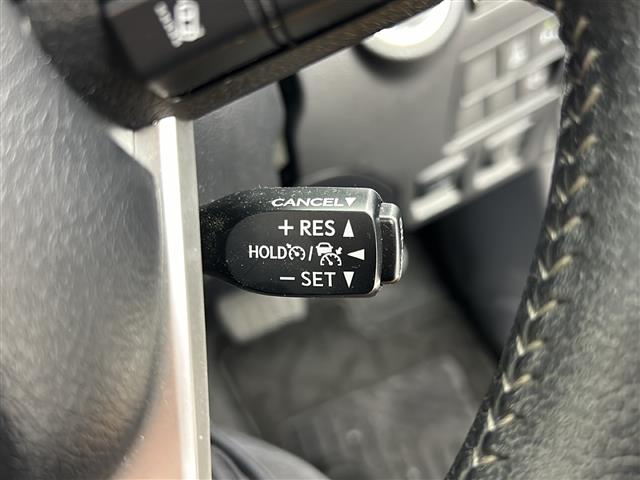 CANCEL▼
+ RES ▲
HOLD / ◀
− SET ▼